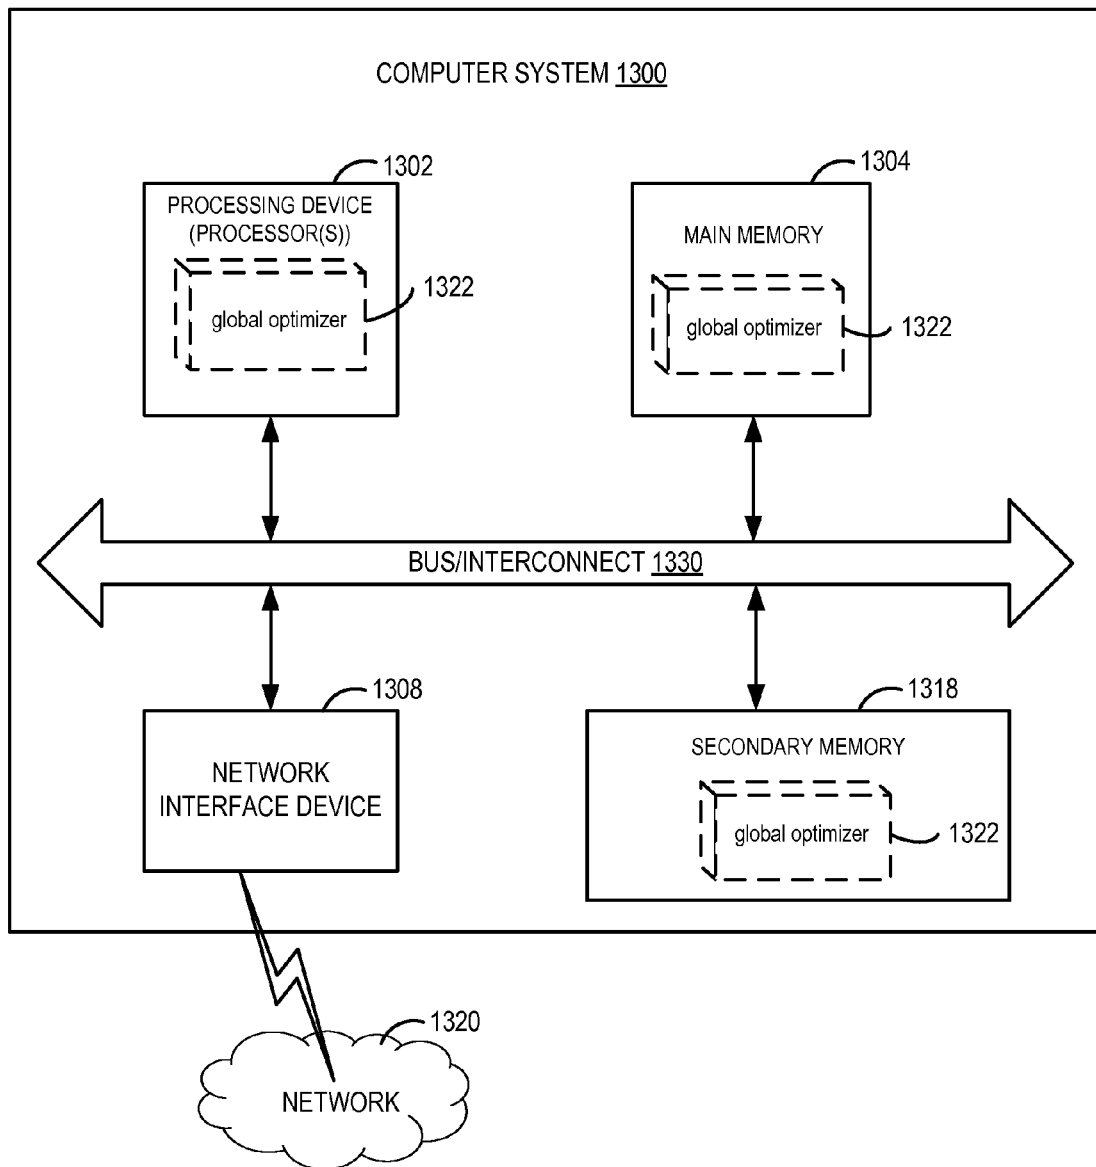 COMPUTER SYSTEM 1300
1302
PROCESSING DEVICE
(PROCESSOR(S))
1322
global optimizer
1304
MAIN MEMORY
1322
global optimizer
BUS/INTERCONNECT 1330
1308
NETWORK
INTERFACE DEVICE
1318
SECONDARY MEMORY
global optimizer
1322
1320
NETWORK